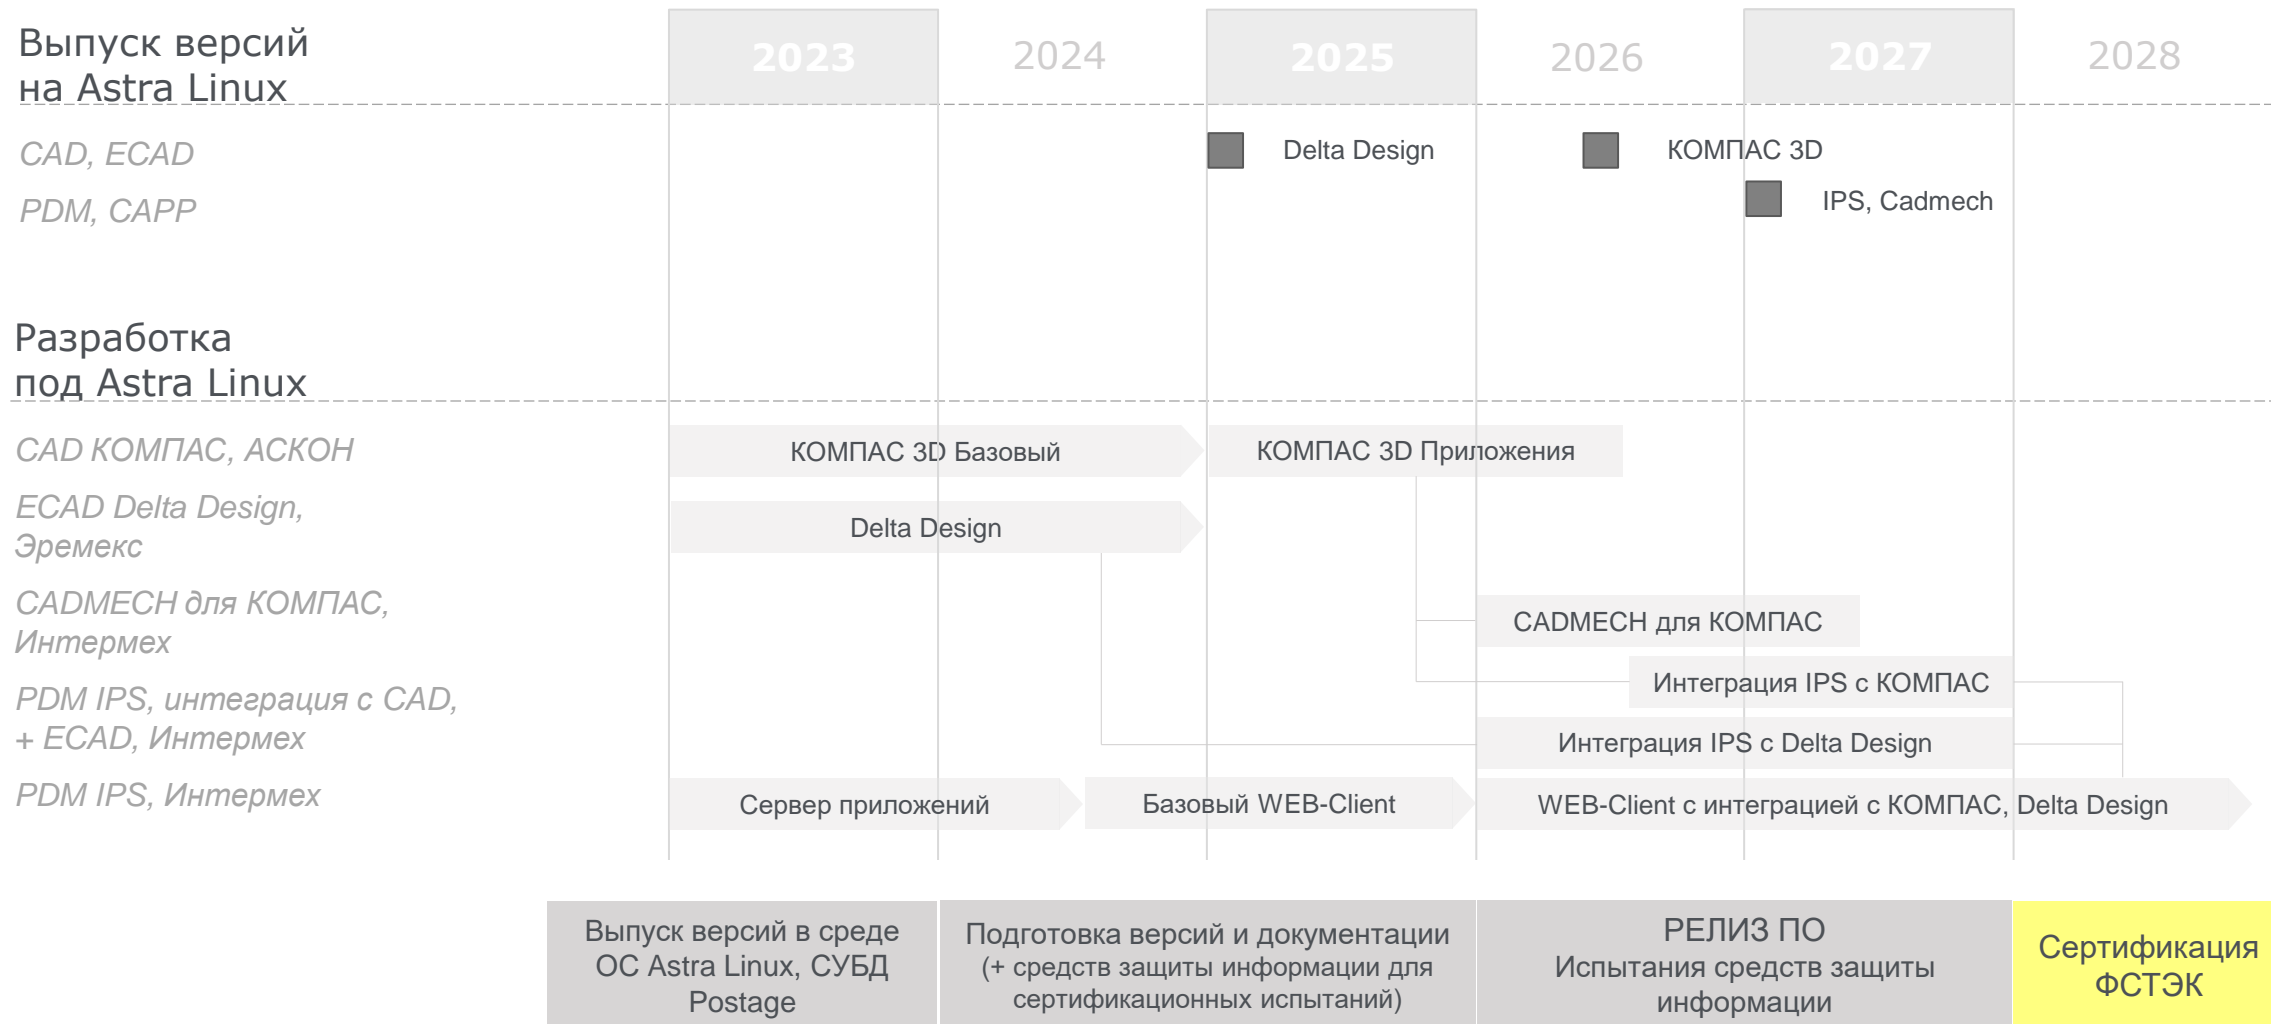 Выпуск версий
на Astra Linux
2023
2024
2025
2026
2027
2028
CAD, ECAD
Delta Design
КОМПАС 3D
PDM, CAPP
IPS, Cadmech
Разработка
под Astra Linux
CAD КОМПАС, АСКОН
КОМПАС 3D Базовый
КОМПАС 3D Приложения
ECAD Delta Design,
Эремекс
Delta Design
CADMECH для КОМПАС,
Интермех
CADMECH для КОМПАС
PDM IPS, интеграция с CAD,
+ ECAD, Интермех
Интеграция IPS с КОМПАС
Интеграция IPS с Delta Design
PDM IPS, Интермех
Сервер приложений
Базовый WEB-Client
WEB-Client с интеграцией с КОМПАС, Delta Design
Выпуск версий в среде
ОС Astra Linux, СУБД
Postage
Подготовка версий и документации
(+ средств защиты информации для
сертификационных испытаний)
РЕЛИЗ ПО
Испытания средств защиты
информации
Сертификация
ФСТЭК